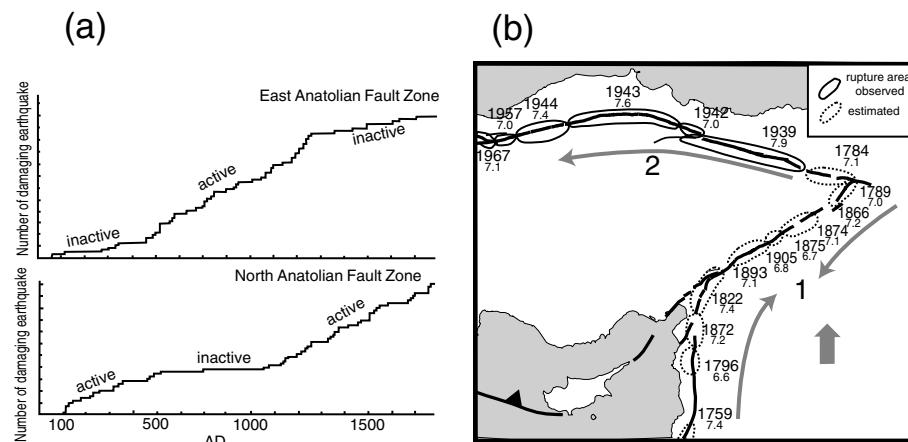 (a)
Number of damaging earthquake
East Anatolian Fault Zone
inactive
active
inactive
Number of damaging earthquake
North Anatolian Fault Zone
active
inactive
active
100 500 1000 1500
AD
(b)
rupture area
observed
estimated
1943
7.6
1944
7.4
1942
7.0
1957
7.0
1967
7.1
1939
7.9
1784
7.1
2
1789
7.0
1866
7.2
1874
7.1
1875
6.7
1905
6.8
1893
7.1
1
1822
7.4
1872
7.2
1796
6.6
1759
7.4